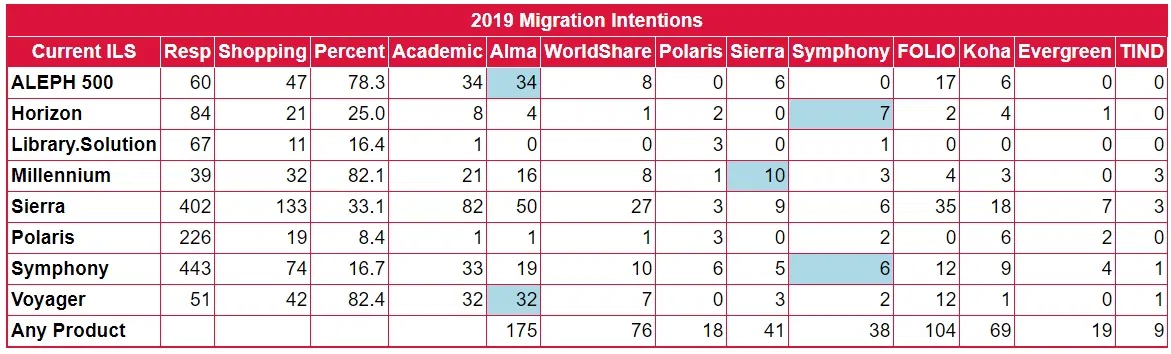 2019 Migration Intentions
Current ILS Resp Shopping Percent Academic Alma WorldShare Polaris Sierra Symphony FOLIO Koha Evergreen TIND
ALEPH 500 60 47 78.3 34 34 8 0 6 0 17 6 0 0
Horizon 84 21 25.0 8 4 1 2 0 7 2 4 1 0
Library.Solution 67 11 16.4 1 0 0 3 0 1 0 0 0 0
Millennium 39 32 82.1 21 16 8 1 10 3 4 3 0 3
Sierra 402 133 33.1 82 50 27 3 9 6 35 18 7 3
Polaris 226 19 8.4 1 1 1 3 0 2 0 6 2 0
Symphony 443 74 16.7 33 19 10 6 5 6 12 9 4 1
Voyager 51 42 82.4 32 32 7 0 3 2 12 1 0 1
Any Product 175 76 18 41 38 104 69 19 9